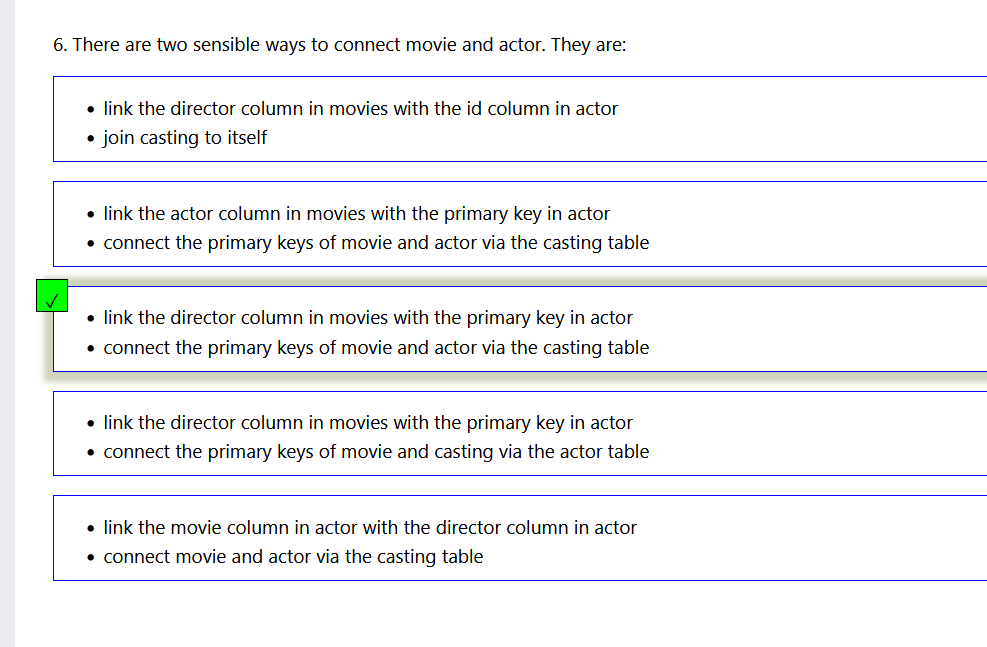 6. There are two sensible ways to connect movie and actor. They are:
• link the director column in movies with the id column in actor
• join casting to itself
• link the actor column in movies with the primary key in actor
• connect the primary keys of movie and actor via the casting table
✓
• link the director column in movies with the primary key in actor
• connect the primary keys of movie and actor via the casting table
• link the director column in movies with the primary key in actor
• connect the primary keys of movie and casting via the actor table
• link the movie column in actor with the director column in actor
• connect movie and actor via the casting table